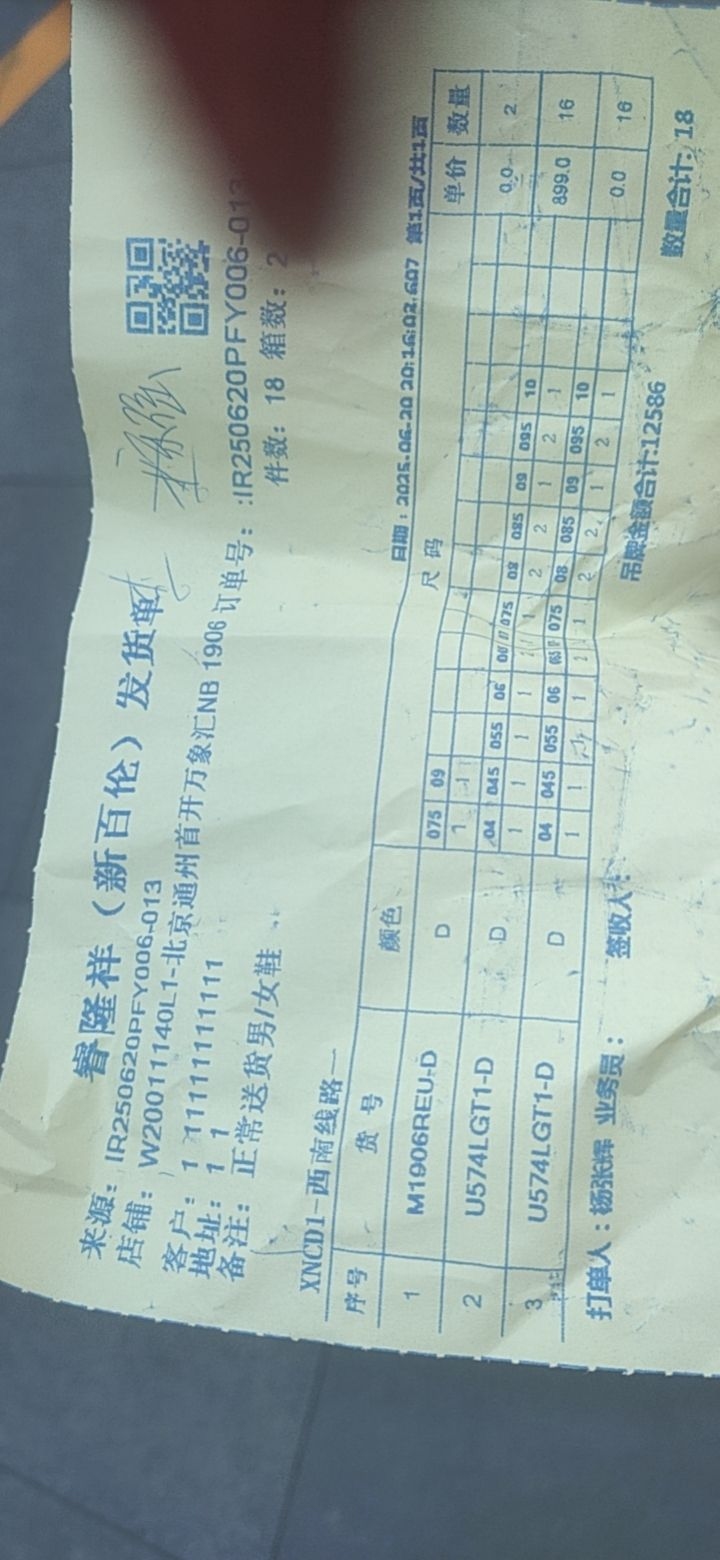 睿隆祥（新百伦）发货单
来源：IR250620PFY006-013
店铺：W20011140L1-北京通州首开万象汇NB 1906 订单号：:IR250620PFY006-013
客户：1 11111111111
地址：1 1
备注：正常送货男/女鞋 件数：18 箱数：2
XNCD1-西南线路一 日期：2025-06-20 20:16:02.607 第1页/共1页
序号 货号 颜色 尺码 单价 数量
075 09
1 M1906REU-D D 1 1 0.0 2
04 045 055 06 075 08 085 09 095 10
2 U574LGT1-D D 1 1 1 1 1 2 2 1 2 1 899.0 16
04 045 055 06 075 08 085 09 095 10
3 U574LGT1-D D 1 1 1 1 2 2 1 2 1 0.0 16
打单人：杨张辉 业务员： 签收人： 吊牌金额合计:12586 数量合计: 18